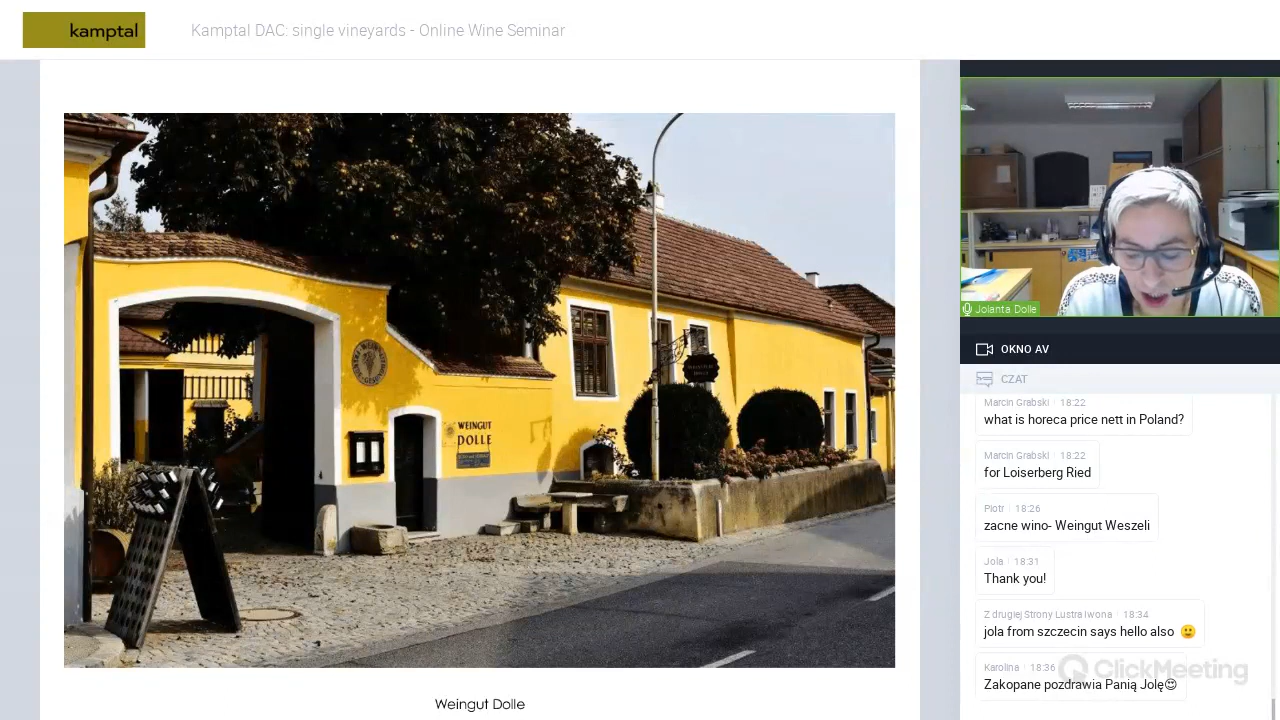 kamptal
Kamptal DAC: single vineyards - Online Wine Seminar
WEINGUT
DOLLE
Weingut Dolle
Jolanta Dolle
OKNO AV
CZAT
Marcin Grabski 18:22
what is horeca price nett in Poland?
Marcin Grabski 18:22
for Loiserberg Ried
Piotr 18:26
zacne wino- Weingut Weszeli
Jola 18:31
Thank you!
Z drugiej Strony Lustra Iwona 18:34
jola from szczecin says hello also 🙂
Karolina 18:36
Zakopane pozdrawia Panią Jolę😍
ClickMeeting